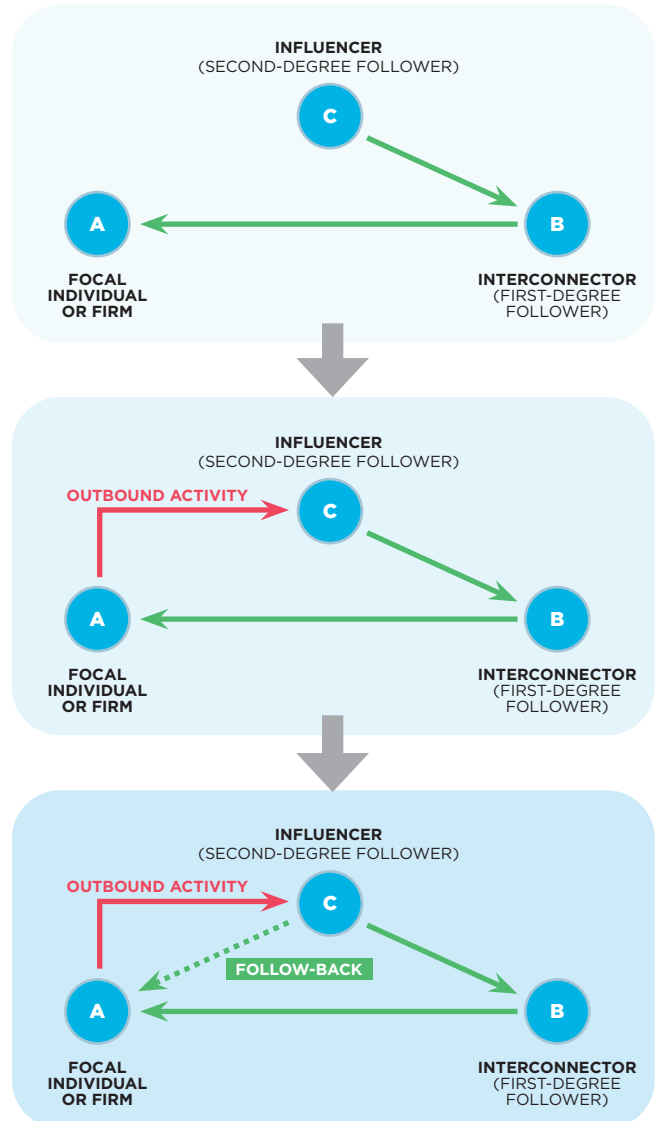 INFLUENCER
(SECOND-DEGREE FOLLOWER)
C
A
B
FOCAL
INDIVIDUAL
OR FIRM
INTERCONNECTOR
(FIRST-DEGREE
FOLLOWER)
INFLUENCER
(SECOND-DEGREE FOLLOWER)
OUTBOUND ACTIVITY
C
A
B
FOCAL
INDIVIDUAL
OR FIRM
INTERCONNECTOR
(FIRST-DEGREE
FOLLOWER)
INFLUENCER
(SECOND-DEGREE FOLLOWER)
OUTBOUND ACTIVITY
C
FOLLOW-BACK
A
B
FOCAL
INDIVIDUAL
OR FIRM
INTERCONNECTOR
(FIRST-DEGREE
FOLLOWER)